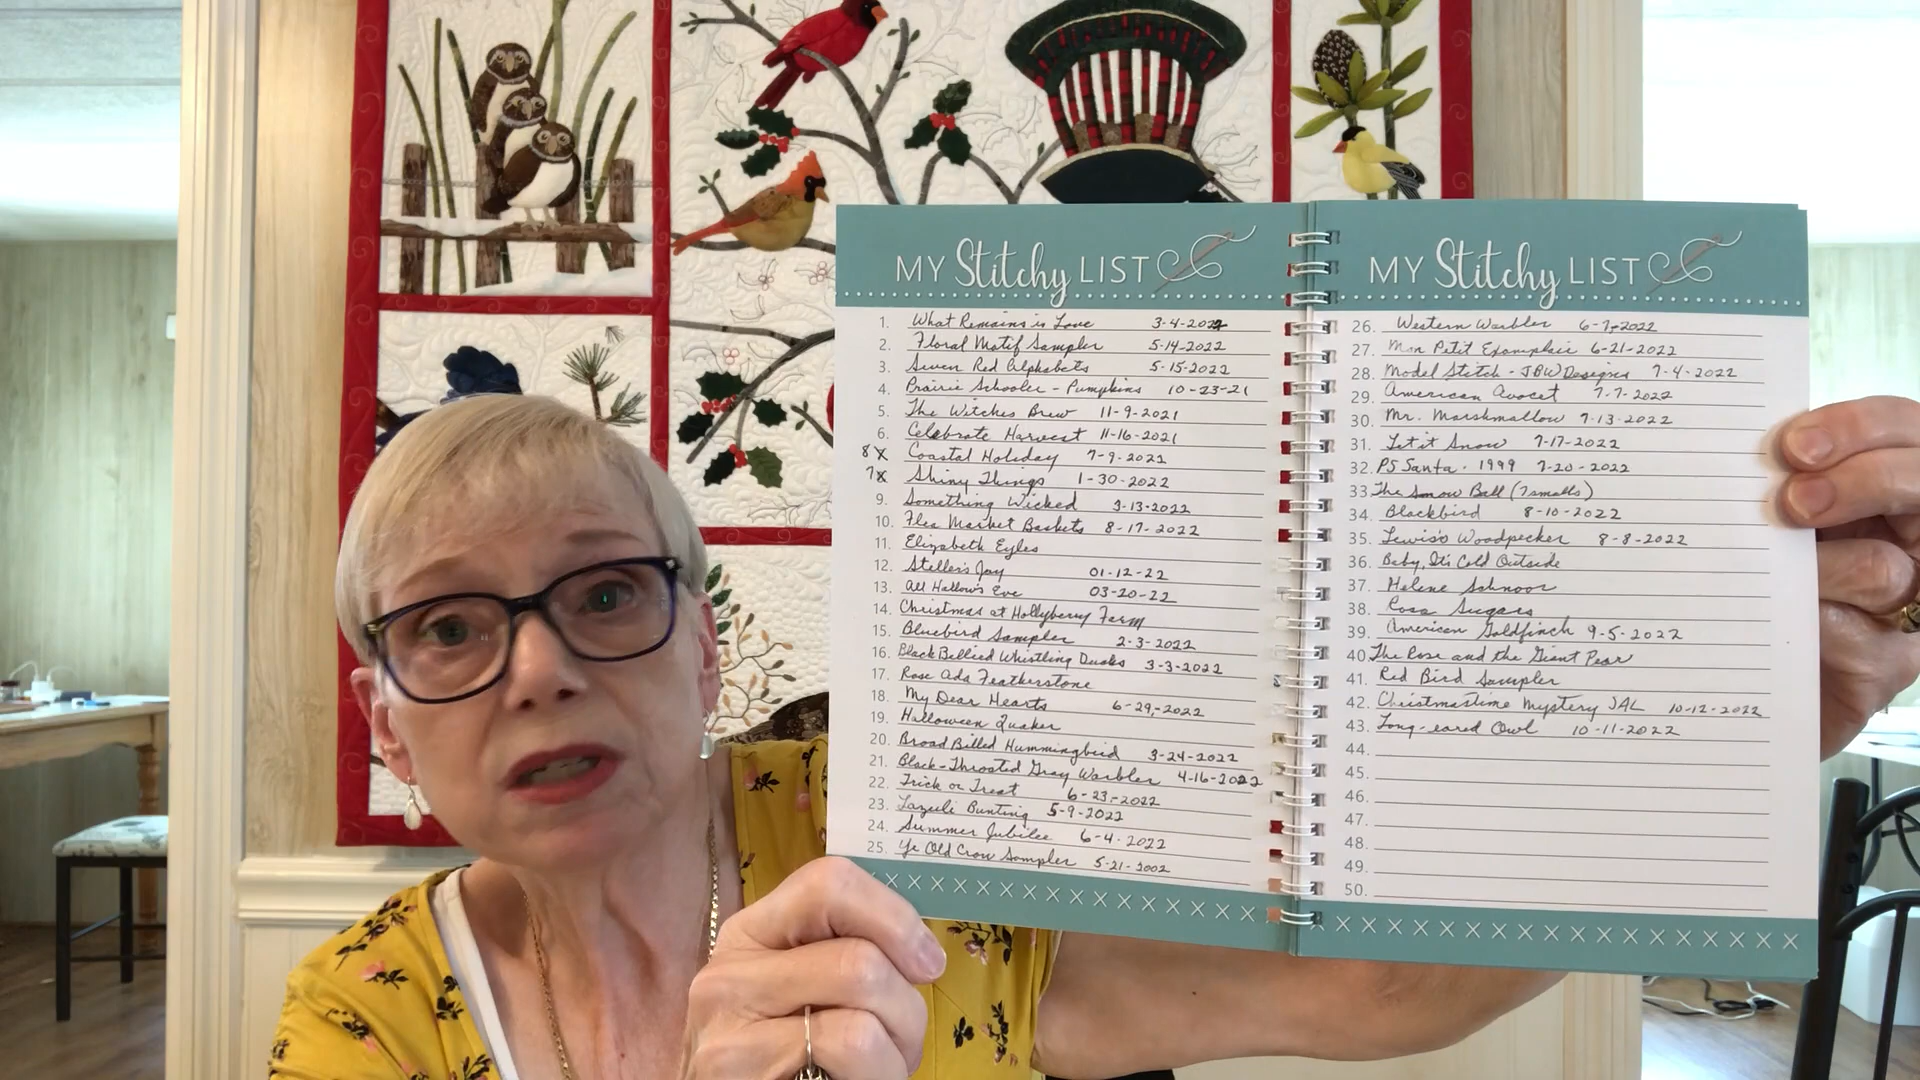 MY Stitchy LIST
1. What Remains is Love 3-4-2022
2. Floral Motif Sampler 5-14-2022
3. Seven Red Alphabets 5-15-2022
4. Prairie Schooler - Pumpkins 10-23-21
5. The Witches Brew 11-9-2021
6. Celebrate Harvest 11-16-2021
8 X Coastal Holiday 7-9-2022
7 X Shiny Things 1-30-2022
9. Something Wicked 3-13-2022
10. Flea Market Baskets 8-17-2022
11. Elizabeth Eyles
12. Steller's Jay 01-12-22
13. All Hallow's Eve 03-20-22
14. Christmas at Hollyberry Farm
15. Bluebird Sampler 2-3-2022
16. Black Bellied Whistling Ducks 3-3-2022
17. Rose Ada Featherstone
18. My Dear Hearts 6-29-2022
19. Halloween Quaker
20. Broad Billed Hummingbird 3-24-2022
21. Black-Throated Gray Warbler 4-16-2022
22. Trick or Treat 6-23-2022
23. Lazuli Bunting 5-9-2022
24. Summer Jubilee 6-4-2022
25. Ye Old Crow Sampler 5-21-2002
MY Stitchy LIST
26. Western Warbler 6-7-2022
27. Mon Petit Exemplaire 6-21-2022
28. Model Stitch - JBW Designs 7-4-2022
29. American Avocet 7-7-2022
30. Mr. Marshmallow 7-13-2022
31. Let it Snow 7-17-2022
32. PS Santa - 1999 7-20-2022
33. The Snow Ball (7 smalls)
34. Blackbird 8-10-2022
35. Lewis's Woodpecker 8-8-2022
36. Baby, It's Cold Outside
37. Helene Schnoor
38. Rosa Sugars
39. American Goldfinch 9-5-2022
40. The Rose and the Giant Pear
41. Red Bird Sampler
42. Christmastime Mystery SAL 10-12-2022
43. Long-eared Owl 10-11-2022
44.
45.
46.
47.
48.
49.
50.